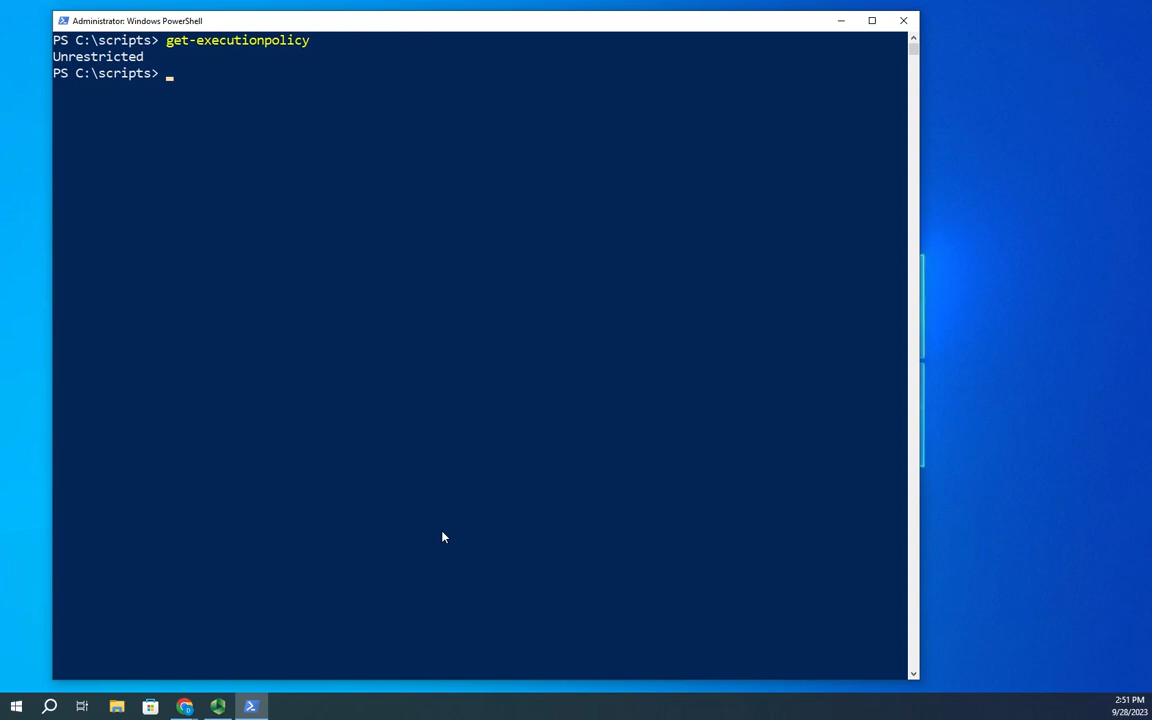 Administrator: Windows PowerShell
PS C:\scripts> get-executionpolicy
Unrestricted
PS C:\scripts>
2:51 PM
9/28/2023